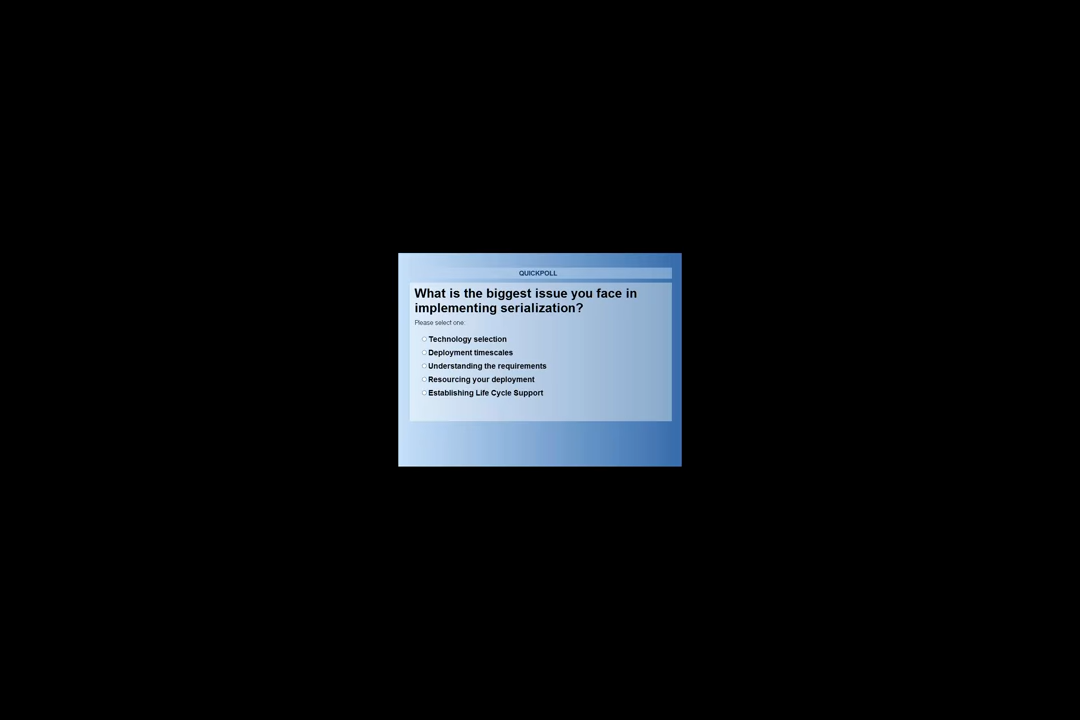 QUICKPOLL
What is the biggest issue you face in
implementing serialization?
Please select one:
Technology selection
Deployment timescales
Understanding the requirements
Resourcing your deployment
Establishing Life Cycle Support